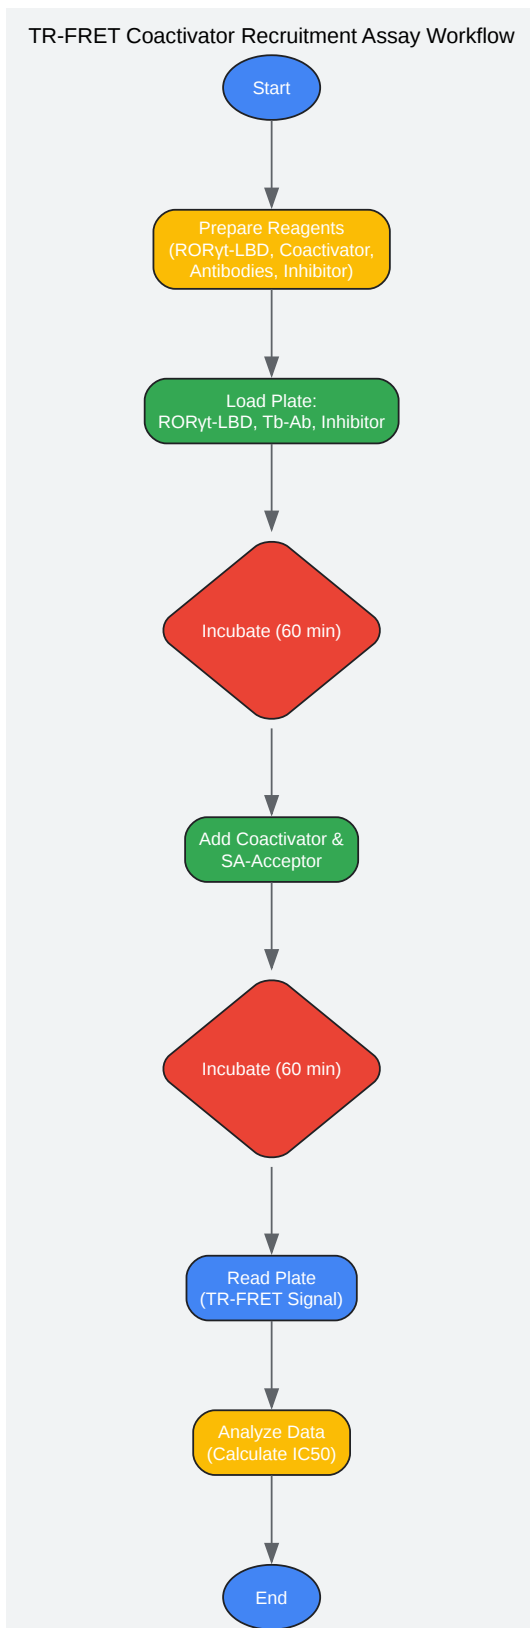 TR-FRET Coactivator Recruitment Assay Workflow
Start
Prepare Reagents
(RORγt-LBD, Coactivator,
Antibodies, Inhibitor)
Load Plate:
RORγt-LBD, Tb-Ab, Inhibitor
Incubate (60 min)
Add Coactivator &
SA-Acceptor
Incubate (60 min)
Read Plate
(TR-FRET Signal)
Analyze Data
(Calculate IC50)
End